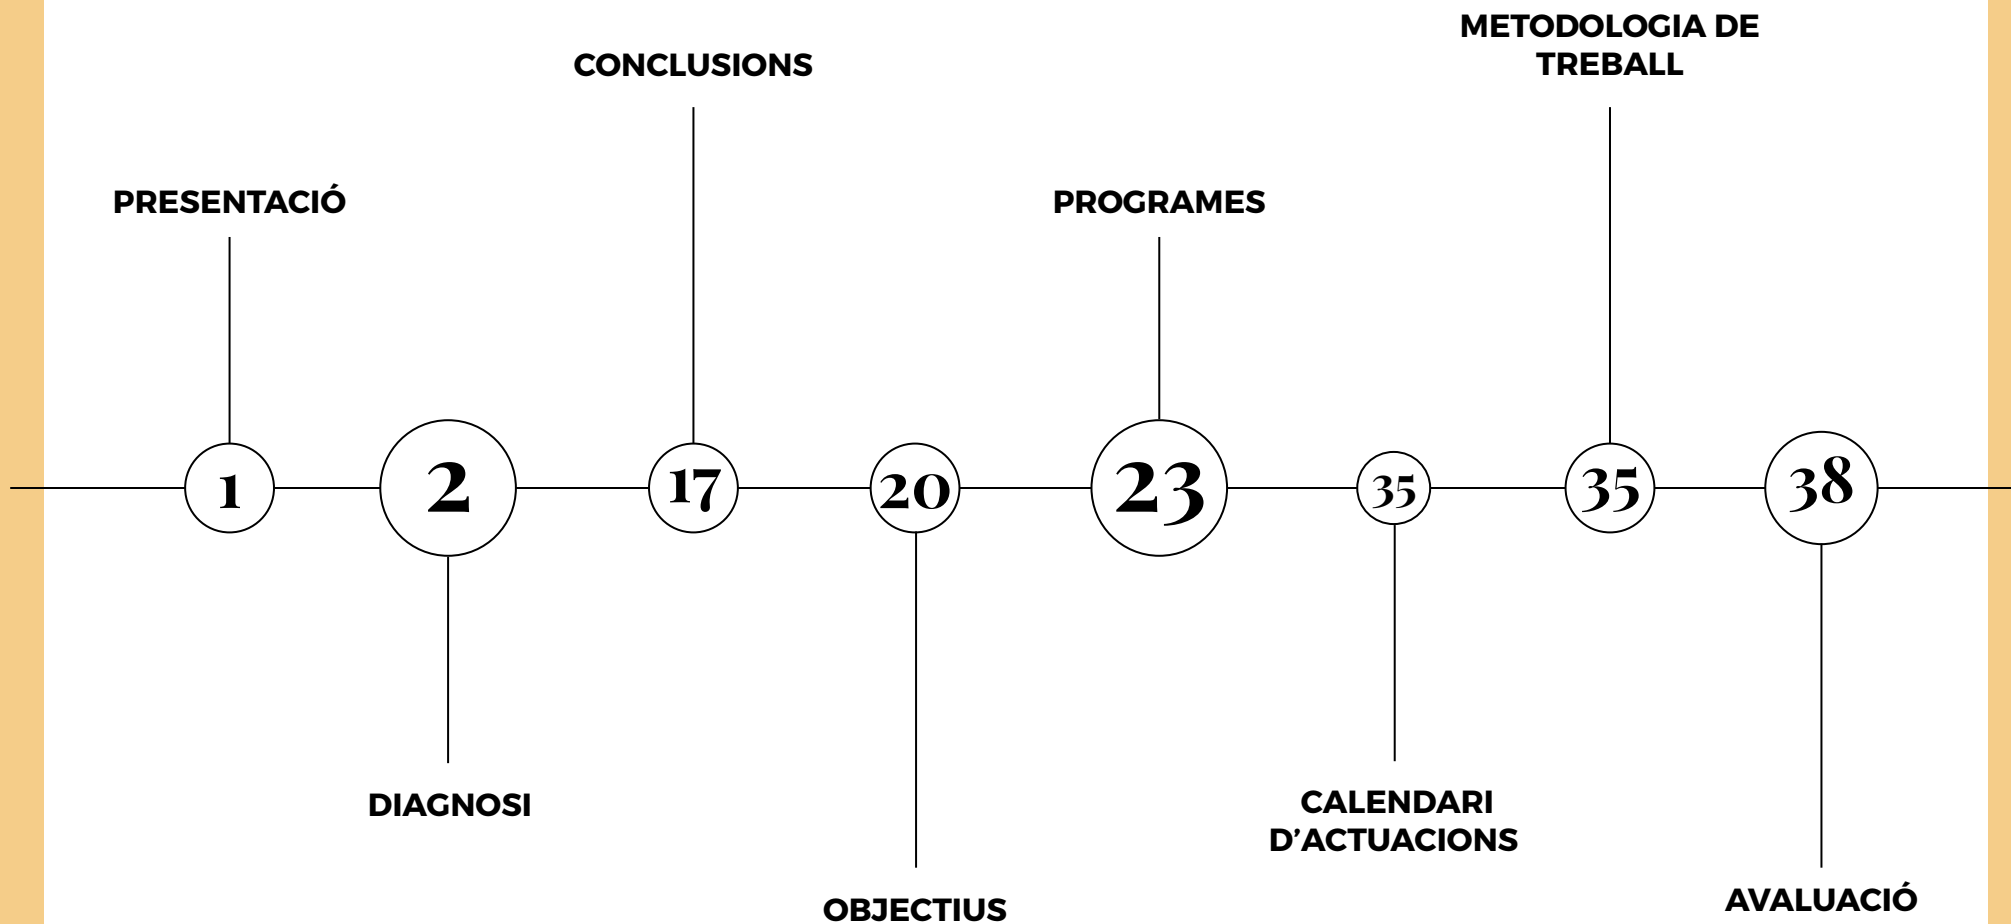 PRESENTACIÓ
1
2
DIAGNOSI
CONCLUSIONS
17
20
OBJECTIUS
PROGRAMES
23
35
CALENDARI
D’ACTUACIONS
METODOLOGIA DE
TREBALL
35
38
AVALUACIÓ